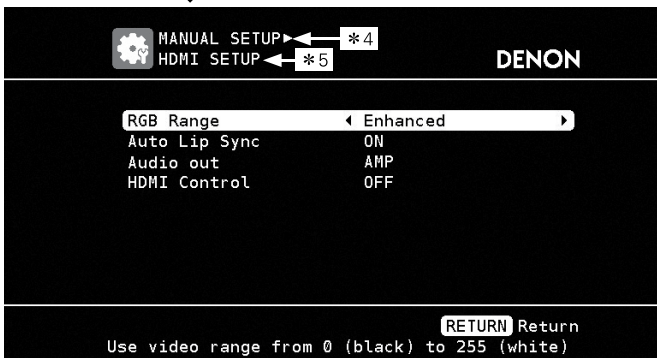 MANUAL SETUP▶ *4
HDMI SETUP *5
DENON
RGB Range ◀ Enhanced ▶
Auto Lip Sync ON
Audio out AMP
HDMI Control OFF
RETURN Return
Use video range from 0 (black) to 255 (white)